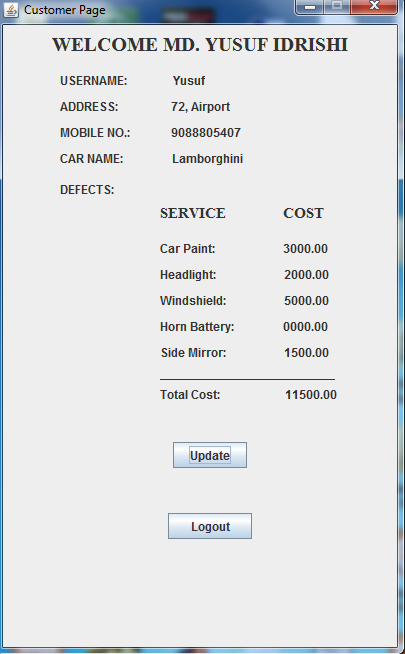 Customer Page
WELCOME MD. YUSUF IDRISHI
USERNAME: Yusuf
ADDRESS: 72, Airport
MOBILE NO.: 9088805407
CAR NAME: Lamborghini
DEFECTS:
SERVICE COST
Car Paint: 3000.00
Headlight: 2000.00
Windshield: 5000.00
Horn Battery: 0000.00
Side Mirror: 1500.00
Total Cost: 11500.00
Update
Logout